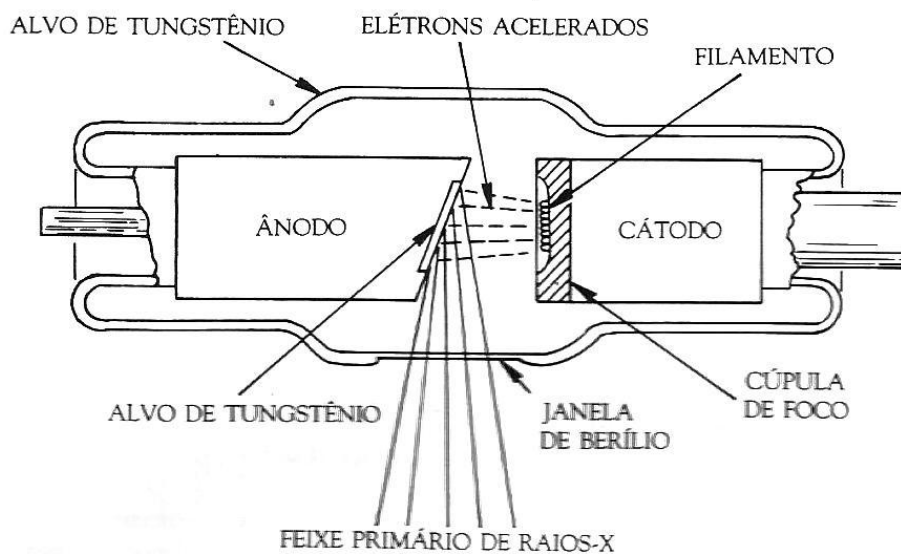 ALVO DE TUNGSTÊNIO
ELÉTRONS ACELERADOS
FILAMENTO
ÂNODO
CÁTODO
ALVO DE TUNGSTÊNIO
JANELA
DE BERÍLIO
CÚPULA
DE FOCO
FEIXE PRIMÁRIO DE RAIOS-X